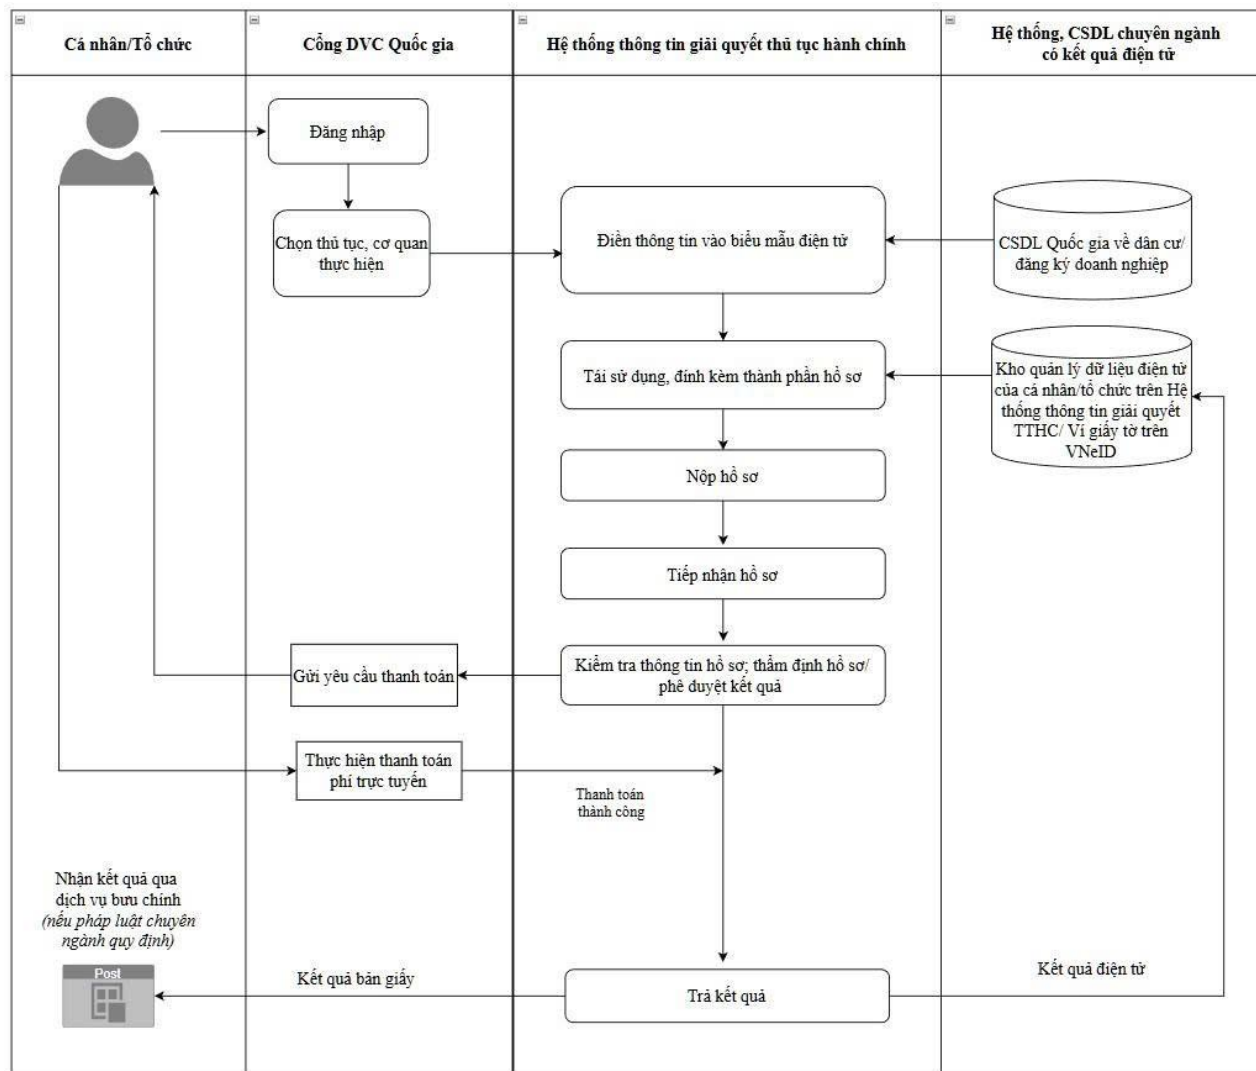 Cá nhân/Tổ chức
Cổng DVC Quốc gia
Hệ thống thông tin giải quyết thủ tục hành chính
Hệ thống, CSDL chuyên ngành
có kết quả điện tử
Đăng nhập
Chọn thủ tục, cơ quan
thực hiện
Điền thông tin vào biểu mẫu điện tử
CSDL Quốc gia về dân cư/
đăng ký doanh nghiệp
Tái sử dụng, đính kèm thành phần hồ sơ
Kho quản lý dữ liệu điện tử
của cá nhân/tổ chức trên Hệ
thống thông tin giải quyết
TTHC/ Ví giấy tờ trên
VNeID
Nộp hồ sơ
Tiếp nhận hồ sơ
Kiểm tra thông tin hồ sơ; thẩm định hồ sơ/
phê duyệt kết quả
Gửi yêu cầu thanh toán
Thực hiện thanh toán
phí trực tuyến
Thanh toán
thành công
Nhận kết quả qua
dịch vụ bưu chính
(nếu pháp luật chuyên
ngành quy định)
Post
Kết quả bản giấy
Trả kết quả
Kết quả điện tử